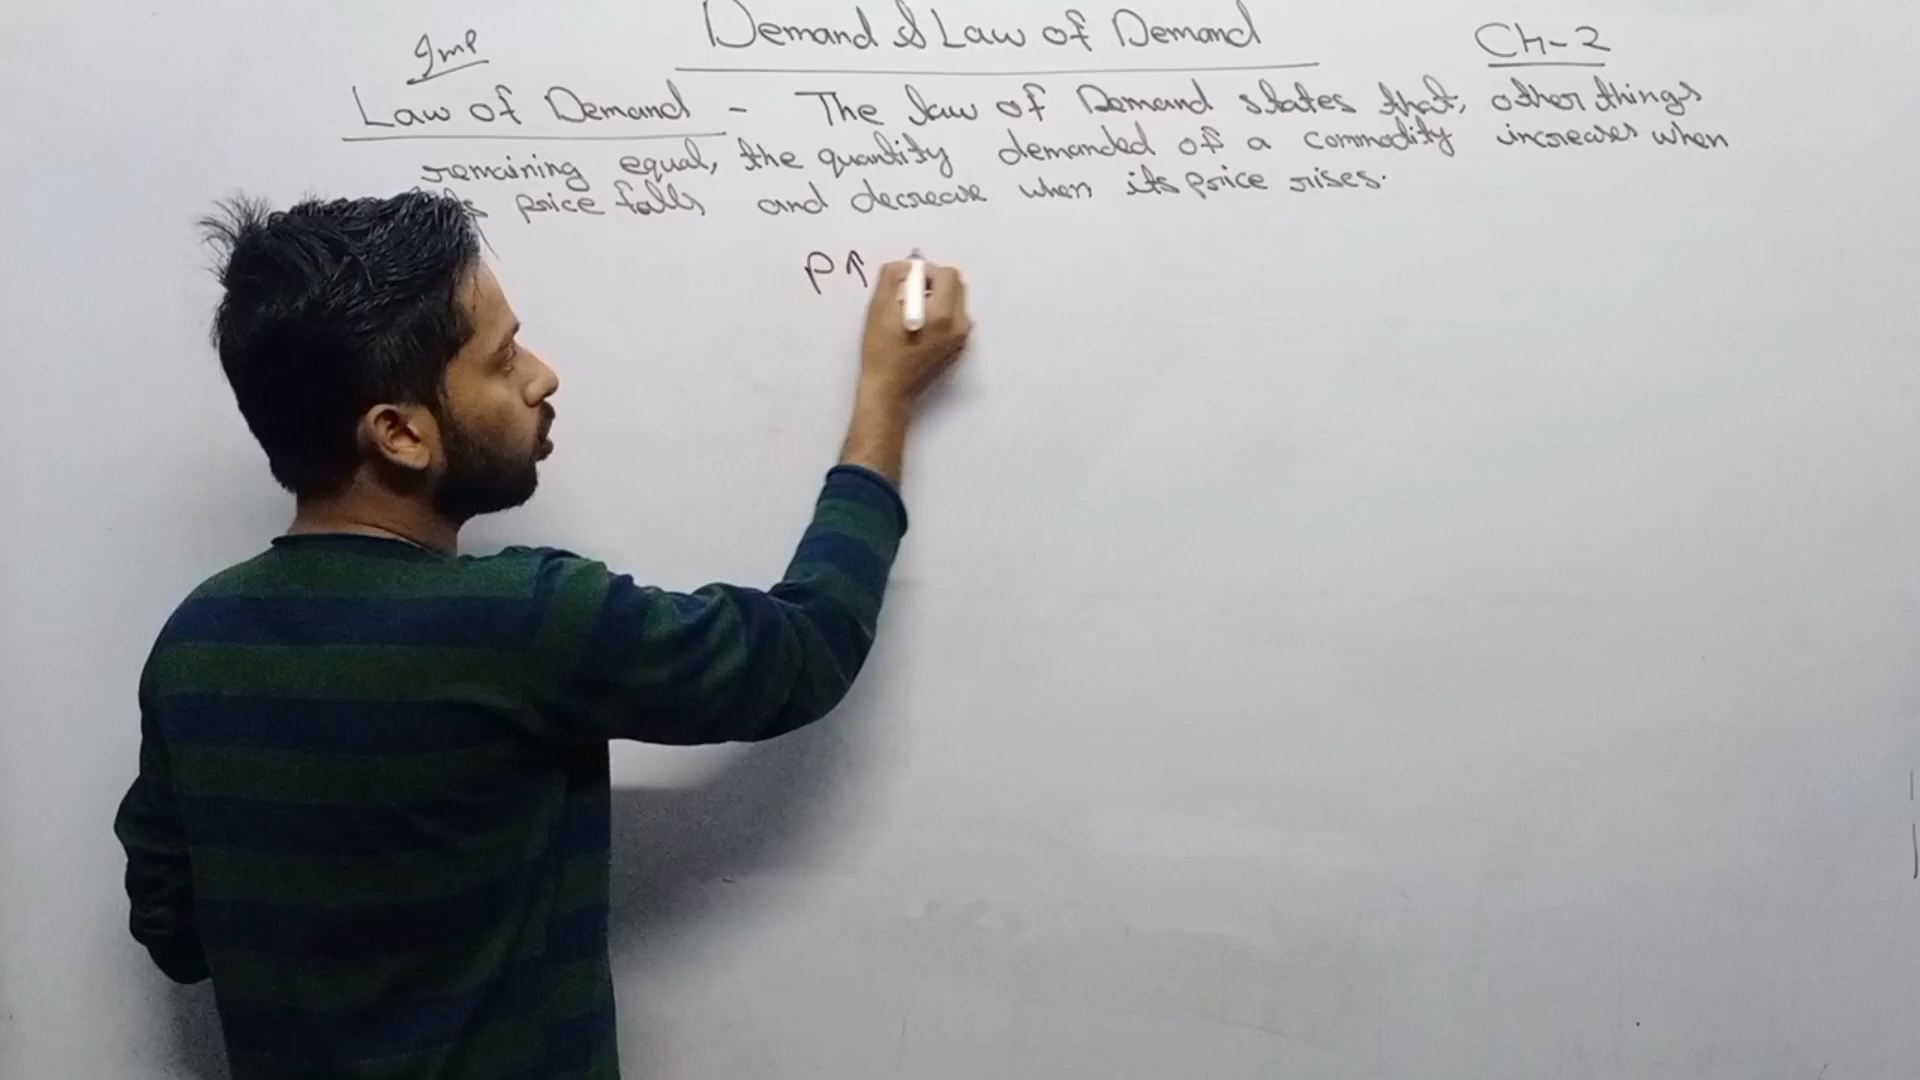 Imp
Demand & Law of Demand
Ch-2
Law of Demand - The law of Demand states that, other things
remaining equal, the quantity demanded of a commodity increases when
price falls and decrease when its price rises.
P↑